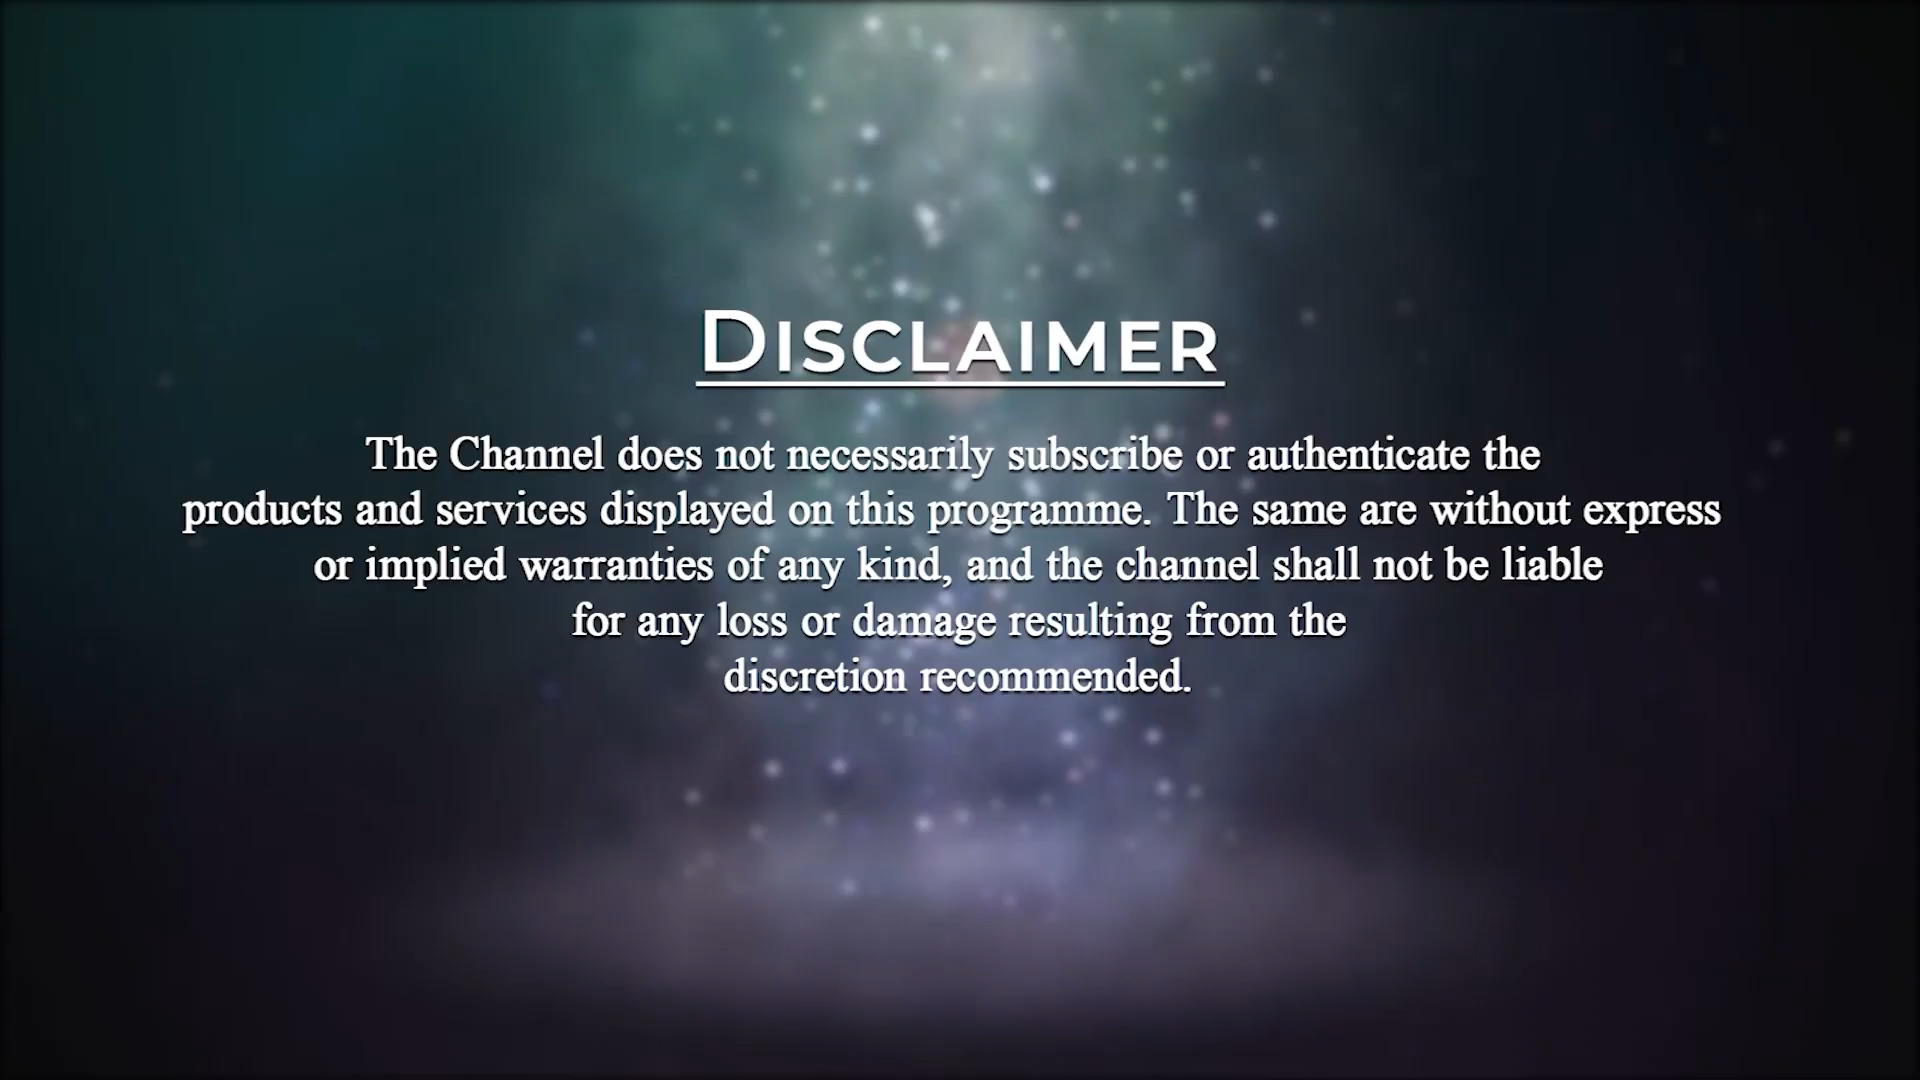 DISCLAIMER
The Channel does not necessarily subscribe or authenticate the
products and services displayed on this programme. The same are without express
or implied warranties of any kind, and the channel shall not be liable
for any loss or damage resulting from the
discretion recommended.